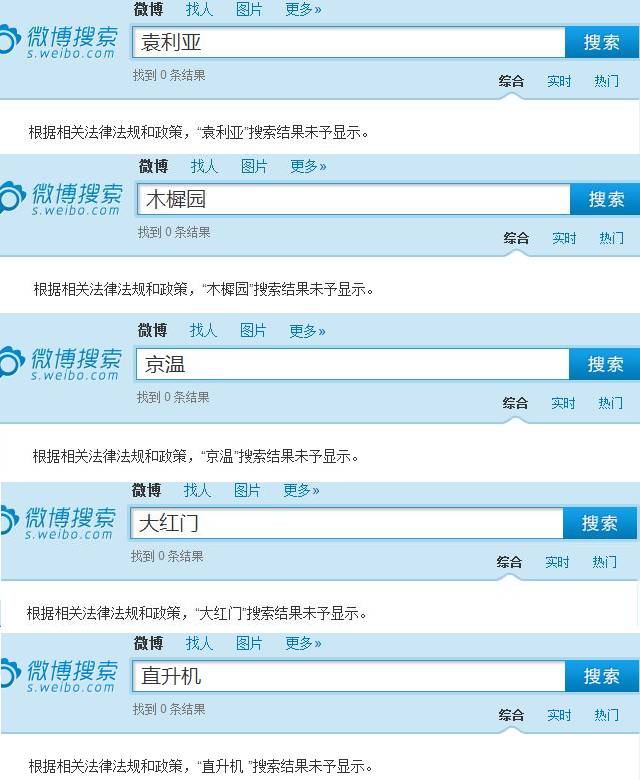 微博 找人 图片 更多»
微博搜索 袁利亚 搜索
s.weibo.com
找到 0 条结果
综合 实时 热门
根据相关法律法规和政策，“袁利亚”搜索结果未予显示。
微博 找人 图片 更多»
微博搜索 木樨园 搜索
s.weibo.com
找到 0 条结果
综合 实时 热门
根据相关法律法规和政策，“木樨园”搜索结果未予显示。
微博 找人 图片 更多»
微博搜索 京温 搜索
s.weibo.com
找到 0 条结果
综合 实时 热门
根据相关法律法规和政策，“京温”搜索结果未予显示。
微博 找人 图片 更多»
微博搜索 大红门 搜索
s.weibo.com
找到 0 条结果
综合 实时 热门
根据相关法律法规和政策，“大红门”搜索结果未予显示。
微博 找人 图片 更多»
微博搜索 直升机 搜索
s.weibo.com
找到 0 条结果
综合 实时 热门
根据相关法律法规和政策，“直升机 ”搜索结果未予显示。